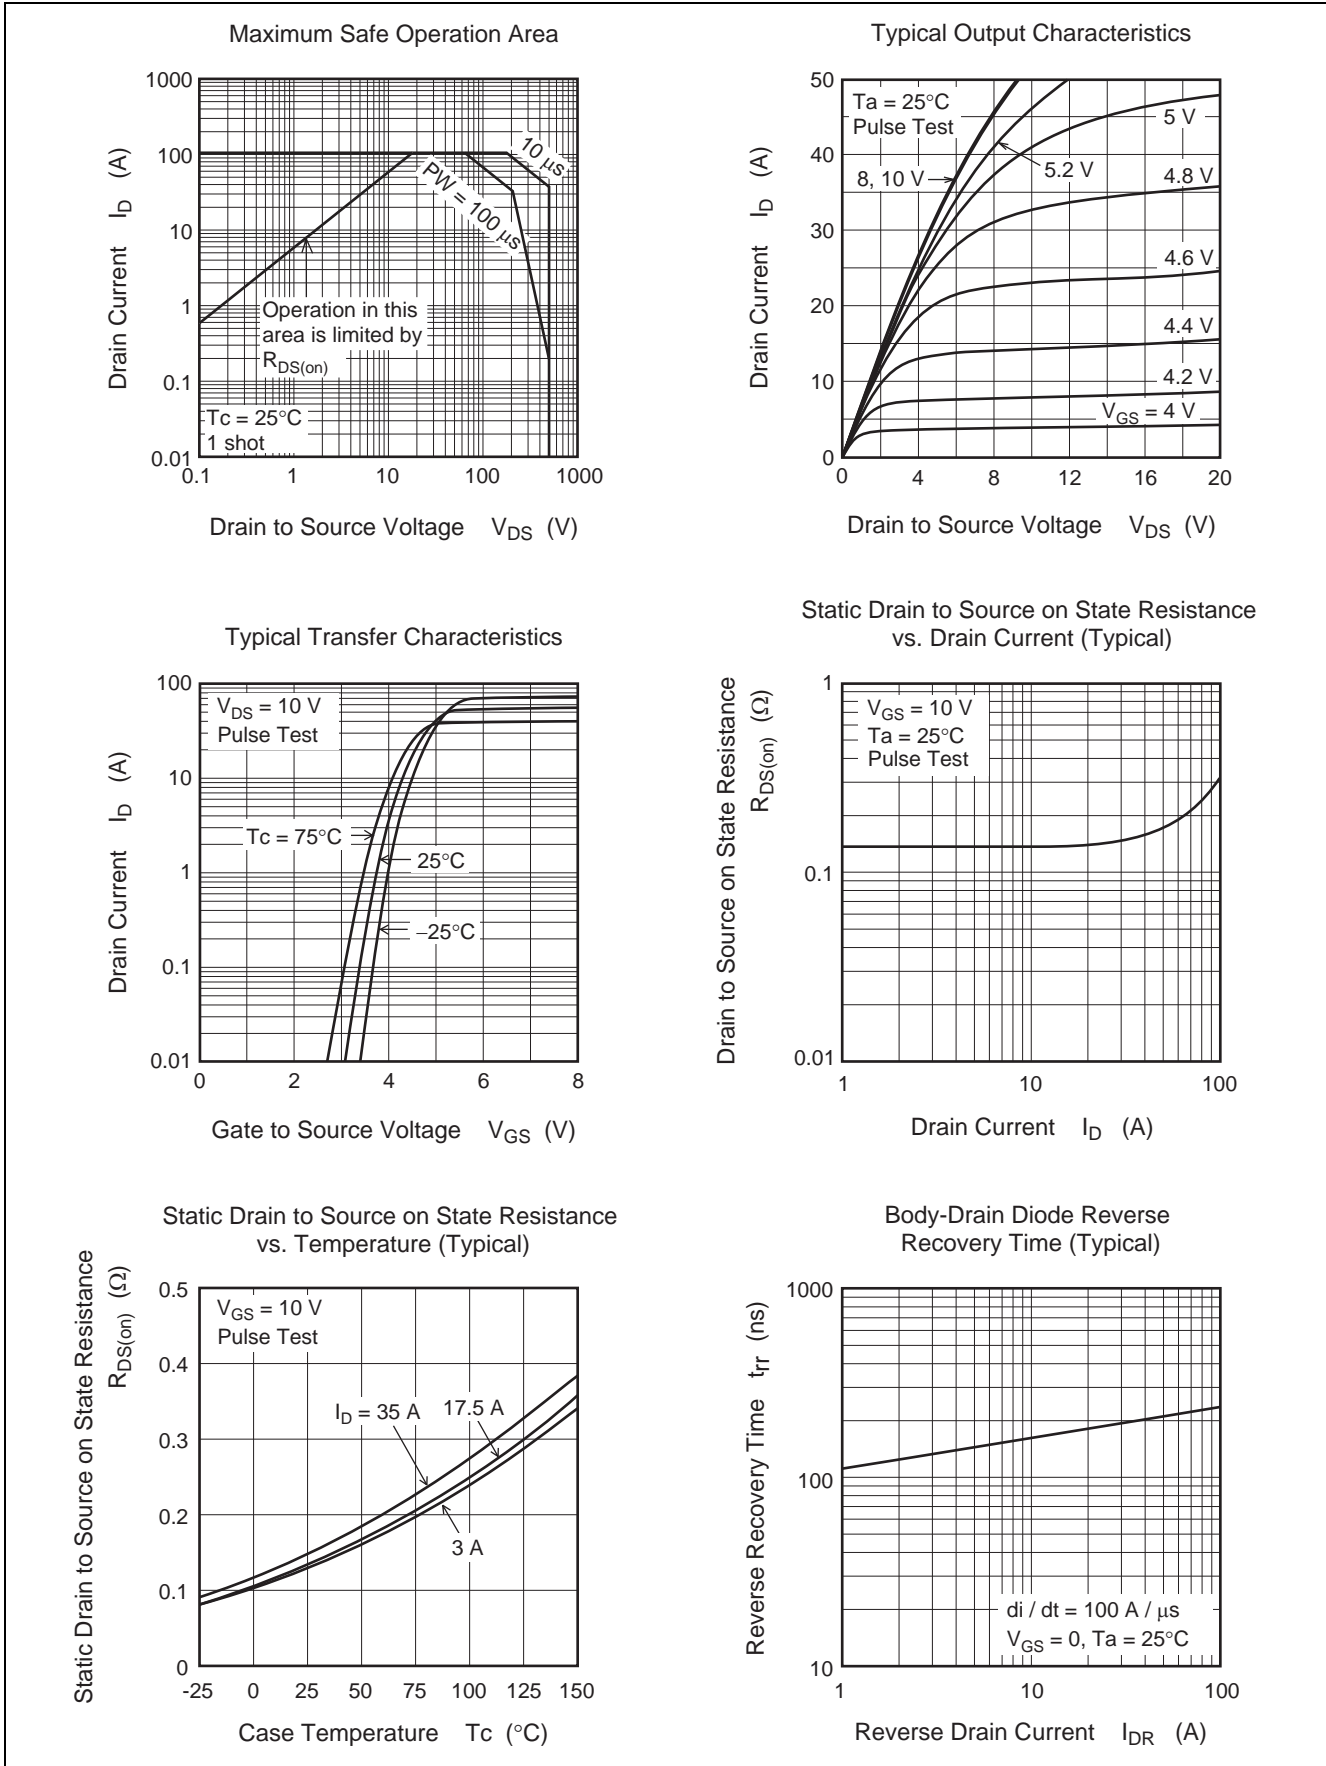 Maximum Safe Operation Area
1000
100
10
1
0.1
0.01
Drain Current I_D (A)
10 μs
PW = 100 μs
Operation in this
area is limited by
R_DS(on)
Tc = 25°C
1 shot
0.1
1
10
100
1000
Drain to Source Voltage V_DS (V)
Typical Output Characteristics
50
40
30
20
10
0
Drain Current I_D (A)
Ta = 25°C
Pulse Test
8, 10 V
5.2 V
5 V
4.8 V
4.6 V
4.4 V
4.2 V
V_GS = 4 V
0
4
8
12
16
20
Drain to Source Voltage V_DS (V)
Typical Transfer Characteristics
100
10
1
0.1
0.01
Drain Current I_D (A)
V_DS = 10 V
Pulse Test
Tc = 75°C
25°C
−25°C
0
2
4
6
8
Gate to Source Voltage V_GS (V)
Static Drain to Source on State Resistance
vs. Drain Current (Typical)
Drain to Source on State Resistance
R_DS(on) (Ω)
1
0.1
0.01
V_GS = 10 V
Ta = 25°C
Pulse Test
1
10
100
Drain Current I_D (A)
Static Drain to Source on State Resistance
vs. Temperature (Typical)
Static Drain to Source on State Resistance
R_DS(on) (Ω)
0.5
0.4
0.3
0.2
0.1
0
V_GS = 10 V
Pulse Test
I_D = 35 A
17.5 A
3 A
-25
0
25
50
75
100
125
150
Case Temperature Tc (°C)
Body-Drain Diode Reverse
Recovery Time (Typical)
Reverse Recovery Time t_rr (ns)
1000
100
10
di / dt = 100 A / μs
V_GS = 0, Ta = 25°C
1
10
100
Reverse Drain Current I_DR (A)